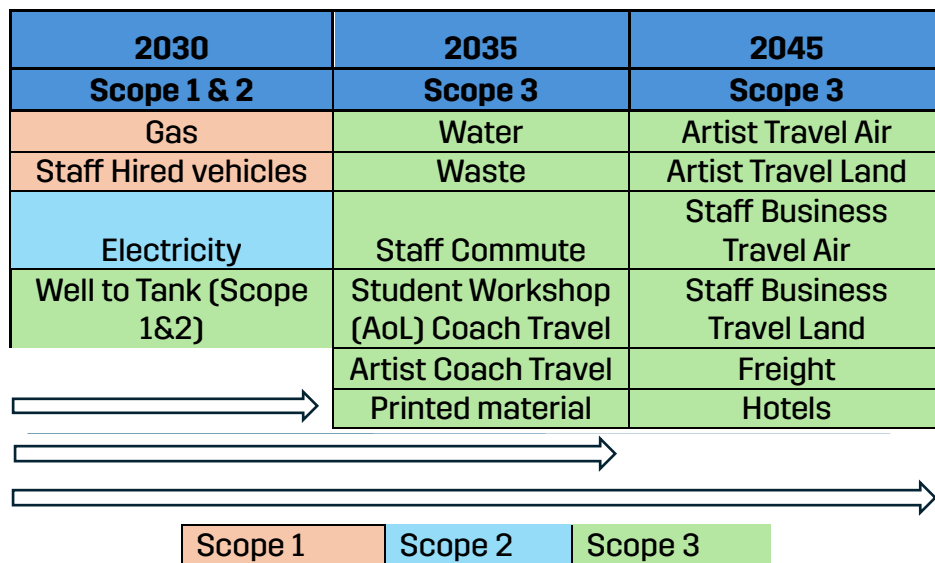 2030 2035 2045
Scope 1 & 2 Scope 3 Scope 3
Gas Water Artist Travel Air
Staff Hired vehicles Waste Artist Travel Land
Electricity Staff Commute Staff Business
Travel Air
Well to Tank (Scope
1&2) Student Workshop
(AoL) Coach Travel Staff Business
Travel Land
Artist Coach Travel Freight
Printed material Hotels
Scope 1 Scope 2 Scope 3